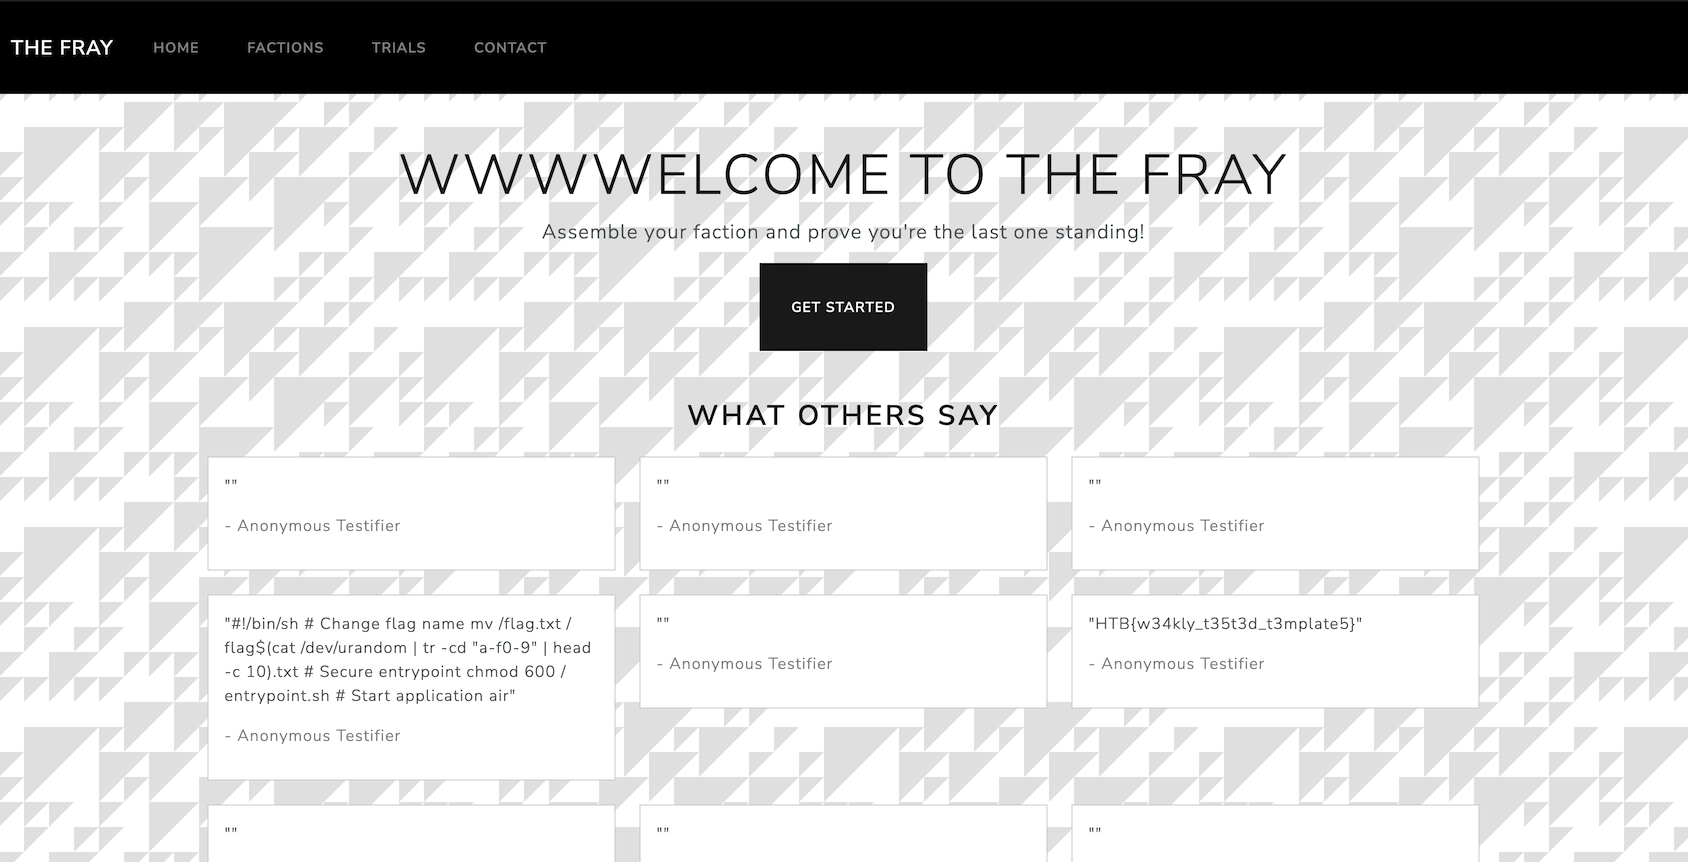 THE FRAY HOME FACTIONS TRIALS CONTACT
WWWWELCOME TO THE FRAY
Assemble your faction and prove you're the last one standing!
GET STARTED
WHAT OTHERS SAY
""
- Anonymous Testifier
""
- Anonymous Testifier
""
- Anonymous Testifier
"#!/bin/sh # Change flag name mv /flag.txt /
flag$(cat /dev/urandom | tr -cd "a-f0-9" | head
-c 10).txt # Secure entrypoint chmod 600 /
entrypoint.sh # Start application air"
- Anonymous Testifier
""
- Anonymous Testifier
"HTB{w34kly_t35t3d_t3mplate5}"
- Anonymous Testifier
""
""
""